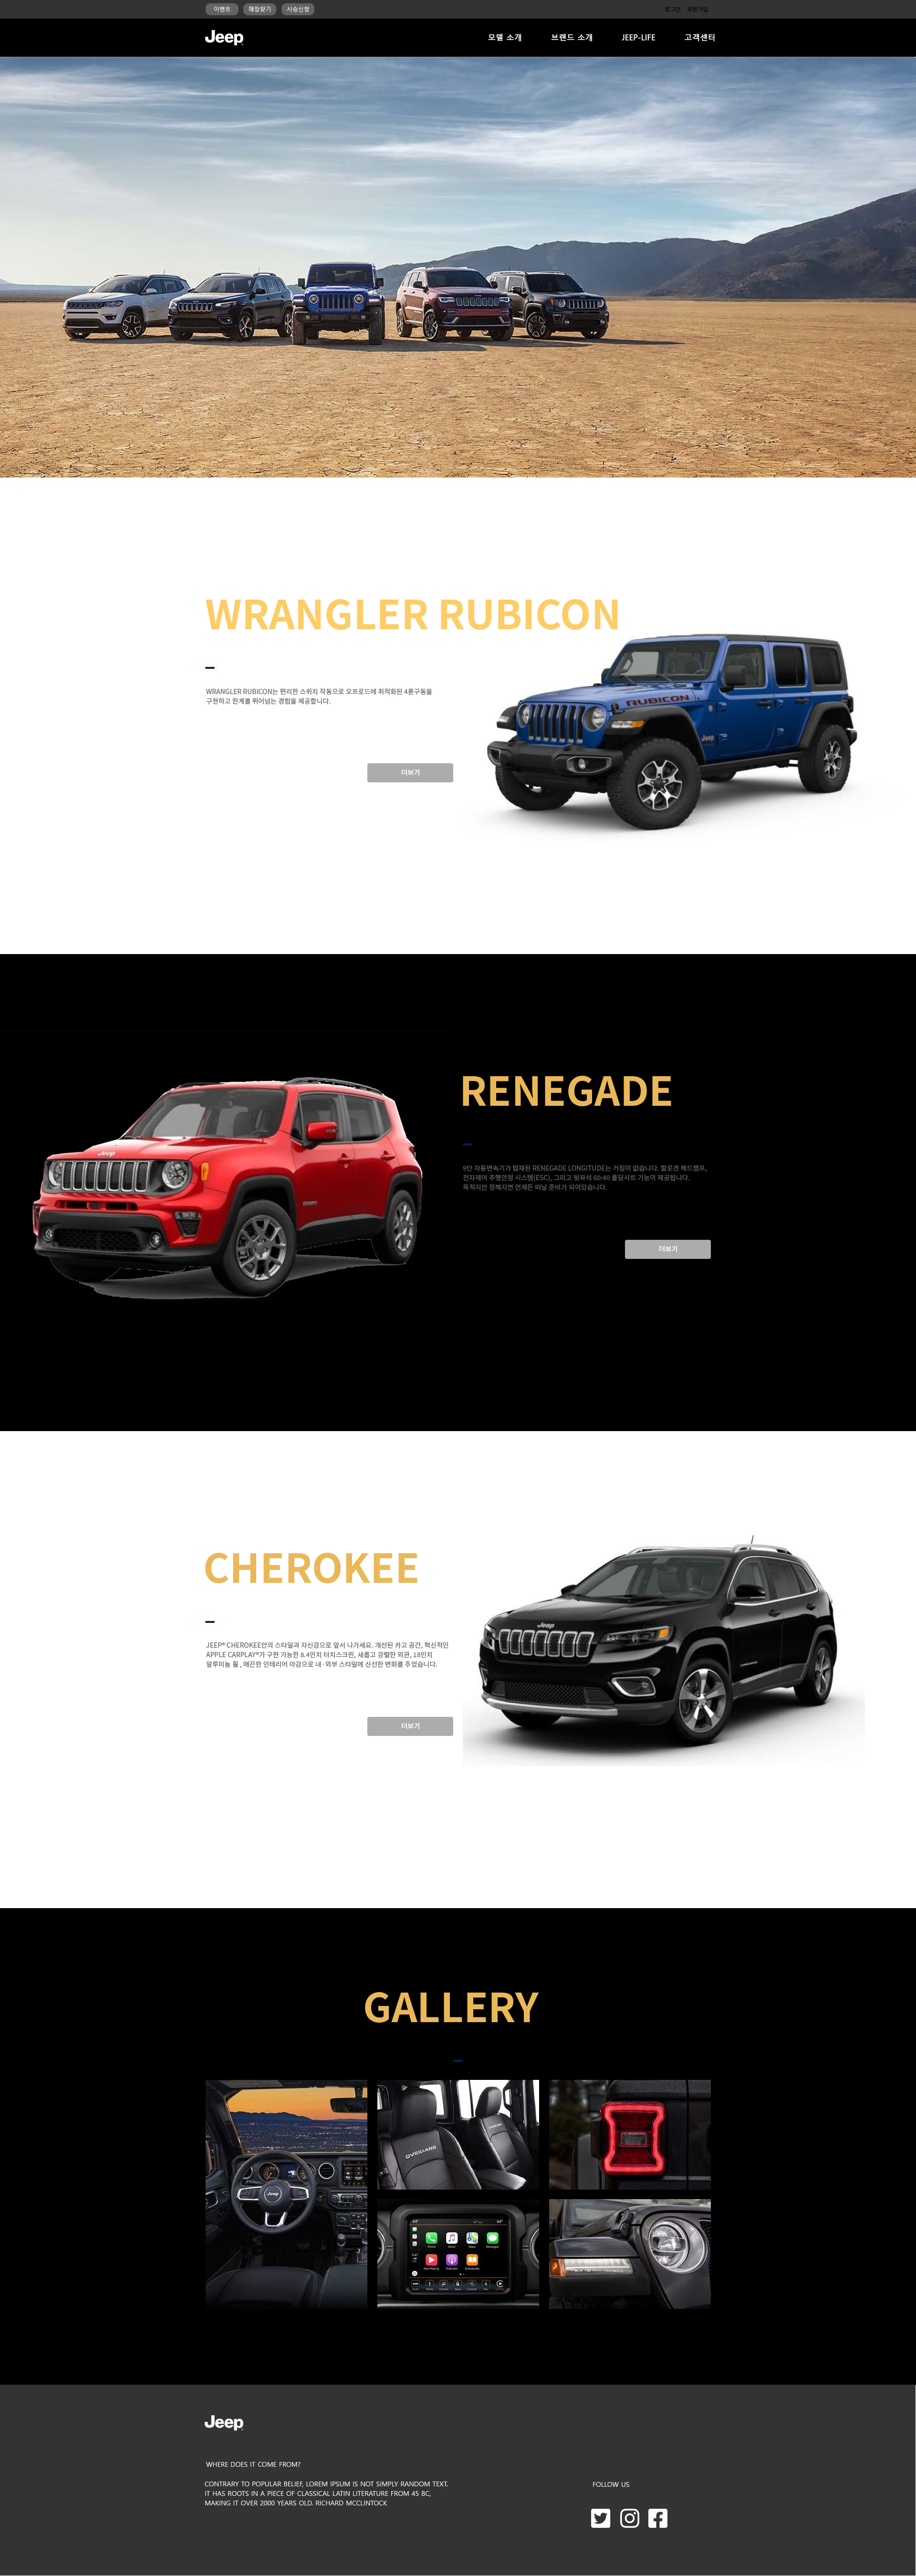 이벤트
매장찾기
시승신청
로그인
회원가입
Jeep
모델 소개
브랜드 소개
JEEP-LIFE
고객센터
WRANGLER RUBICON
WRANGLER RUBICON는 편리한 스위치 작동으로 오프로드에 최적화된 4륜구동을
구현하고 한계를 뛰어넘는 경험을 제공합니다.
더보기
RUBICON
Jeep
RENEGADE
9단 자동변속기가 탑재된 RENEGADE LONGITUDE는 거침이 없습니다. 할로겐 헤드램프,
전자제어 주행안정 시스템(ESC), 그리고 뒷좌석 60:40 폴딩시트 기능이 제공됩니다.
목적지만 정해지면 언제든 떠날 준비가 되어있습니다.
더보기
Jeep
CHEROKEE
JEEP® CHEROKEE만의 스타일과 자신감으로 앞서 나가세요. 개선된 카고 공간, 혁신적인
APPLE CARPLAY®가 구현 가능한 8.4인치 터치스크린, 새롭고 강렬한 외관, 18인치
알루미늄 휠 , 매끈한 인테리어 마감으로 내·외부 스타일에 신선한 변화를 주었습니다.
더보기
Jeep
GALLERY
Jeep
OVERLAND
Jeep
WHERE DOES IT COME FROM?
CONTRARY TO POPULAR BELIEF, LOREM IPSUM IS NOT SIMPLY RANDOM TEXT.
IT HAS ROOTS IN A PIECE OF CLASSICAL LATIN LITERATURE FROM 45 BC,
MAKING IT OVER 2000 YEARS OLD. RICHARD MCCLINTOCK
FOLLOW US